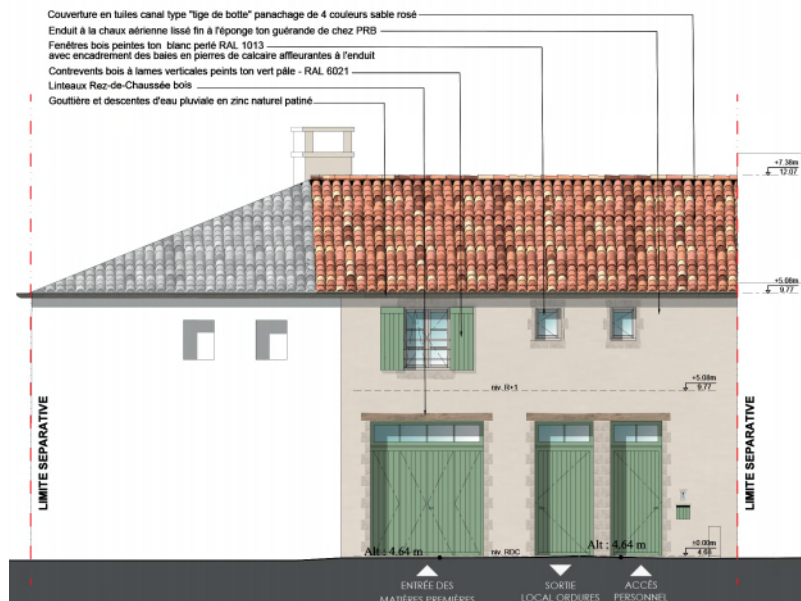 Couverture en tuiles canal type "tige de botte" panachage de 4 couleurs sable rosé
Enduit à la chaux aérienne lissé fin à l'éponge ton guérande de chez PRB
Fenêtres bois peintes ton blanc perlé RAL 1013
avec encadrement des baies en pierres de calcaire affleurantes à l'enduit
Contrevents bois à lames verticales peints ton vert pâle - RAL 6021
Linteaux Rez-de-Chaussée bois
Gouttière et descentes d'eau pluviale en zinc naturel patiné
+7.38m
12.07
+5.08m
9.77
niv. R+1
+5.08m
9.77
LIMITE SEPARATIVE
LIMITE SEPARATIVE
1
Alt : 4.64 m
niv. RDC
Alt : 4,64 m
±0.00m
4.68
ENTRÉE DES
MATIÈRES PREMIÈRES
SORTIE
LOCAL ORDURES
ACCÈS
PERSONNEL